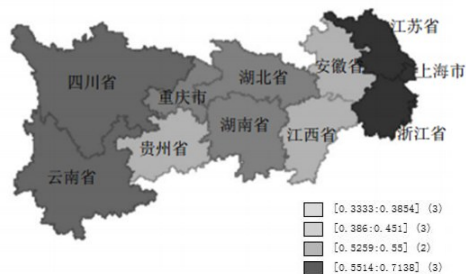 江苏省
四川省
湖北省
安徽省
上海市
重庆市
湖南省
江西省
浙江省
贵州省
云南省
[0.3333:0.3854] (3)
[0.386:0.451] (3)
[0.5259:0.55] (2)
[0.5514:0.7138] (3)